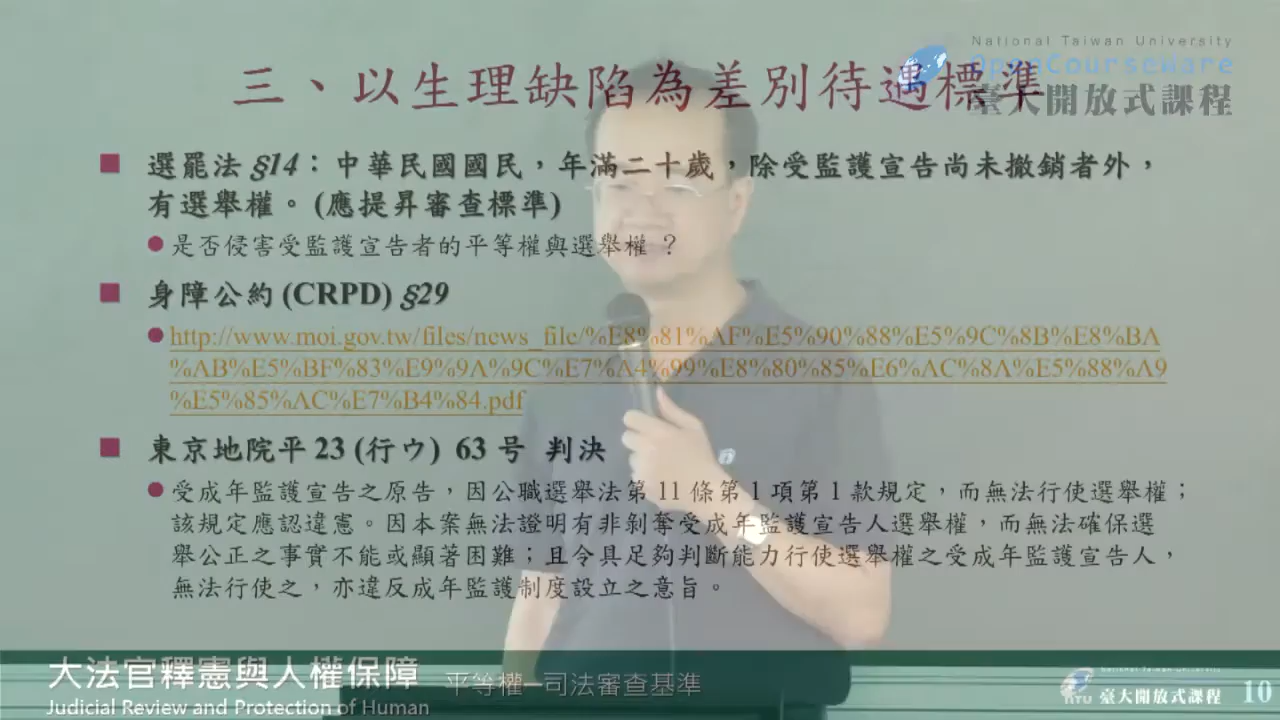 National Taiwan University
OpenCourseWare
臺大開放式課程
三、以生理缺陷為差別待遇標準
選罷法 §14：中華民國國民，年滿二十歲，除受監護宣告尚未撤銷者外，
有選舉權。(應提昇審查標準)
是否侵害受監護宣告者的平等權與選舉權 ？
身障公約 (CRPD) §29
http://www.moi.gov.tw/files/news_file/%E8%81%AF%E5%90%88%E5%9C%8B%E8%BA
%AB%E5%BF%83%E9%9A%9C%E7%A4%99%E8%80%85%E6%AC%8A%E5%88%A9
%E5%85%AC%E7%B4%84.pdf
東京地院平 23 (行ウ) 63 号 判決
受成年監護宣告之原告，因公職選舉法第 11 條第 1 項第 1 款規定，而無法行使選舉權；
該規定應認違憲。因本案無法證明有非剝奪受成年監護宣告人選舉權，而無法確保選
舉公正之事實不能或顯著困難；且令具足夠判斷能力行使選舉權之受成年監護宣告人，
無法行使之，亦違反成年監護制度設立之意旨。
大法官釋憲與人權保障 平等權─司法審查基準
Judicial Review and Protection of Human
National Taiwan University
NTU 臺大開放式課程 10